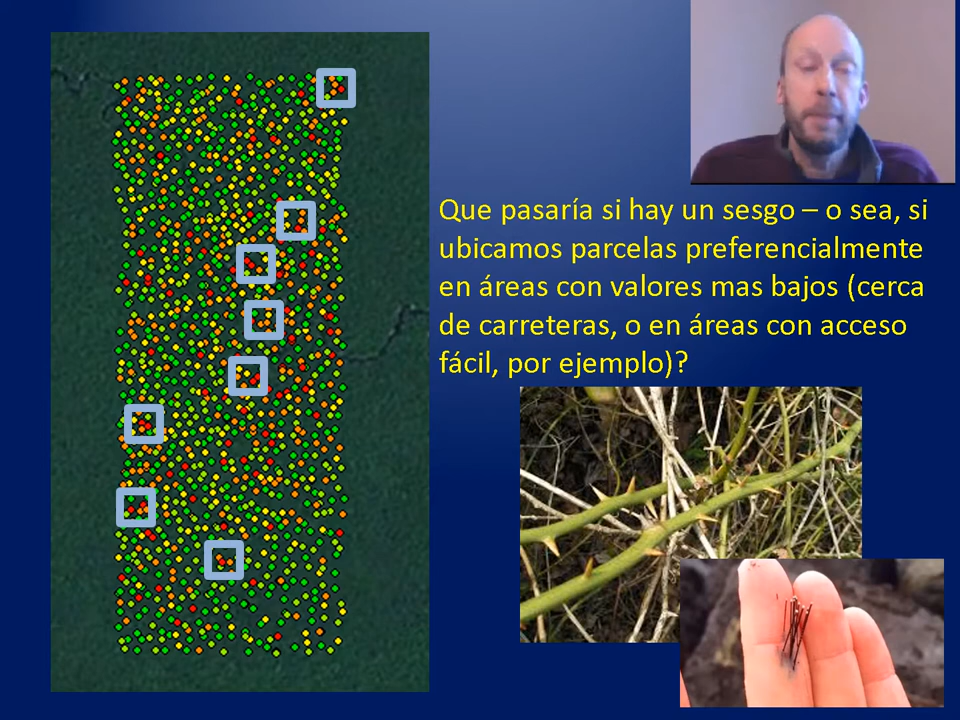 Que pasaría si hay un sesgo – o sea, si
ubicamos parcelas preferencialmente
en áreas con valores mas bajos (cerca
de carreteras, o en áreas con acceso
fácil, por ejemplo)?